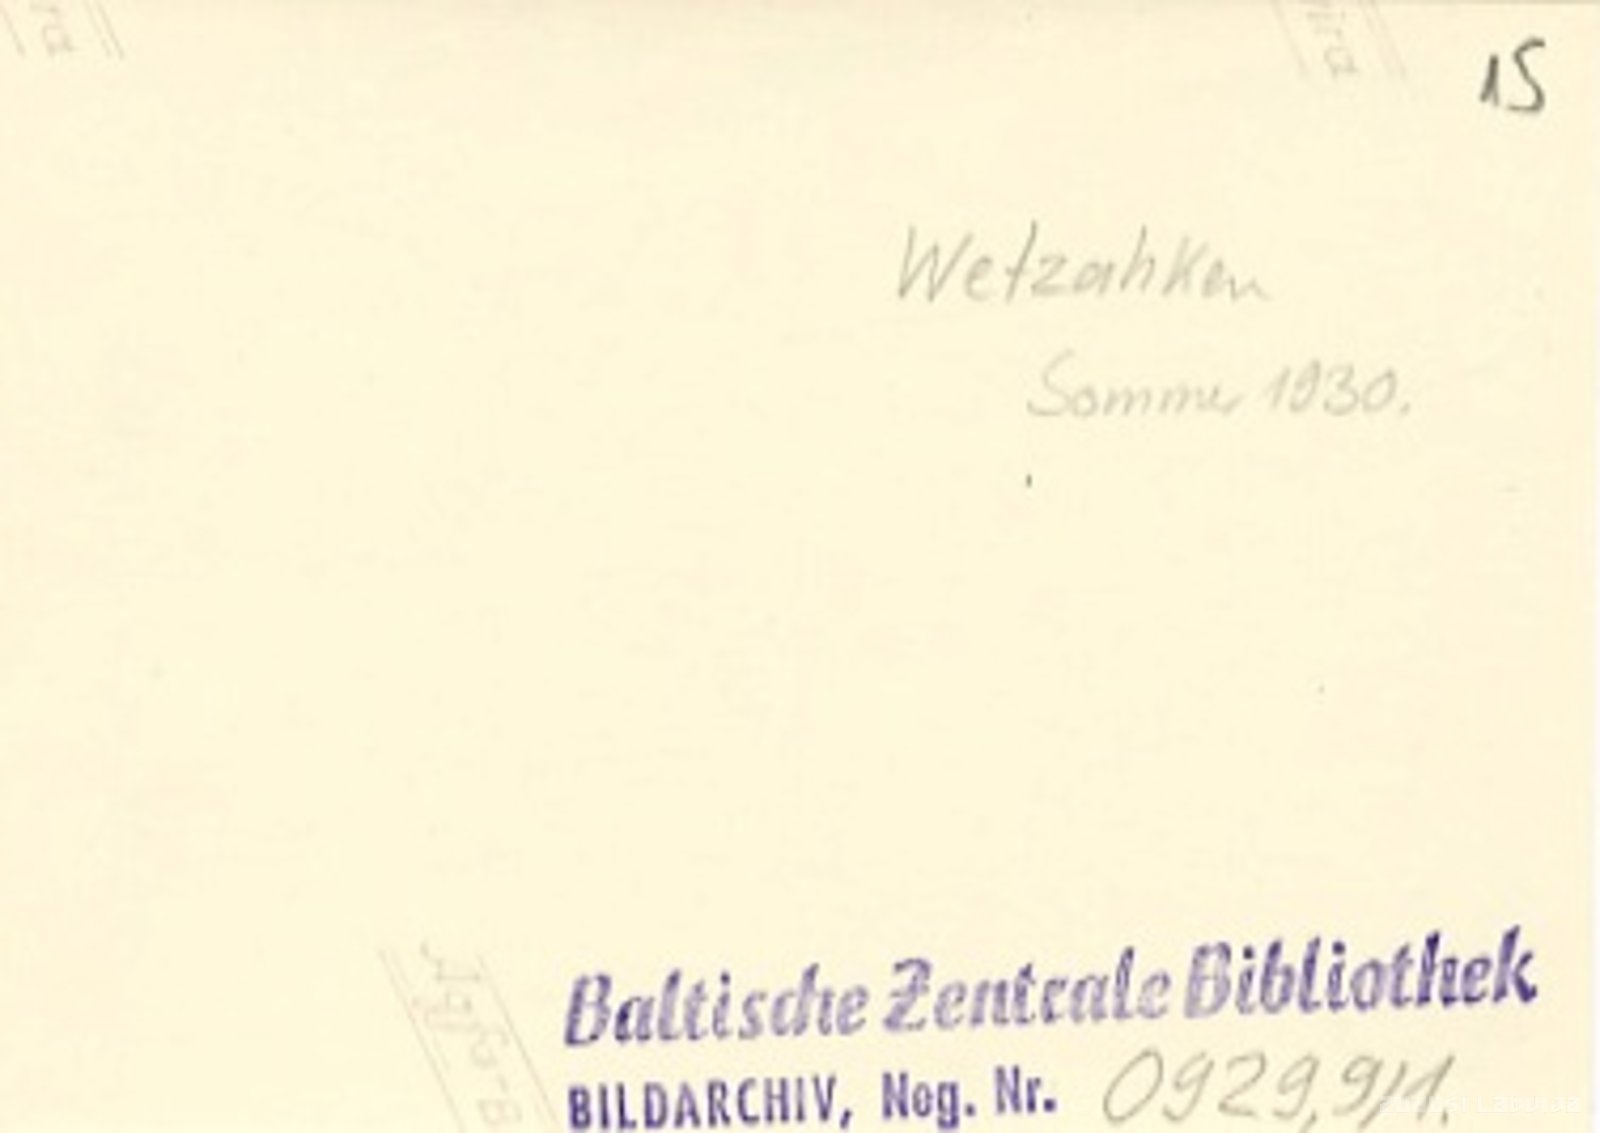 15
Wetzahken
Sommer 1930.
Baltische Zentrale Bibliothek
BILDARCHIV, Neg. Nr. 0929,9/1.